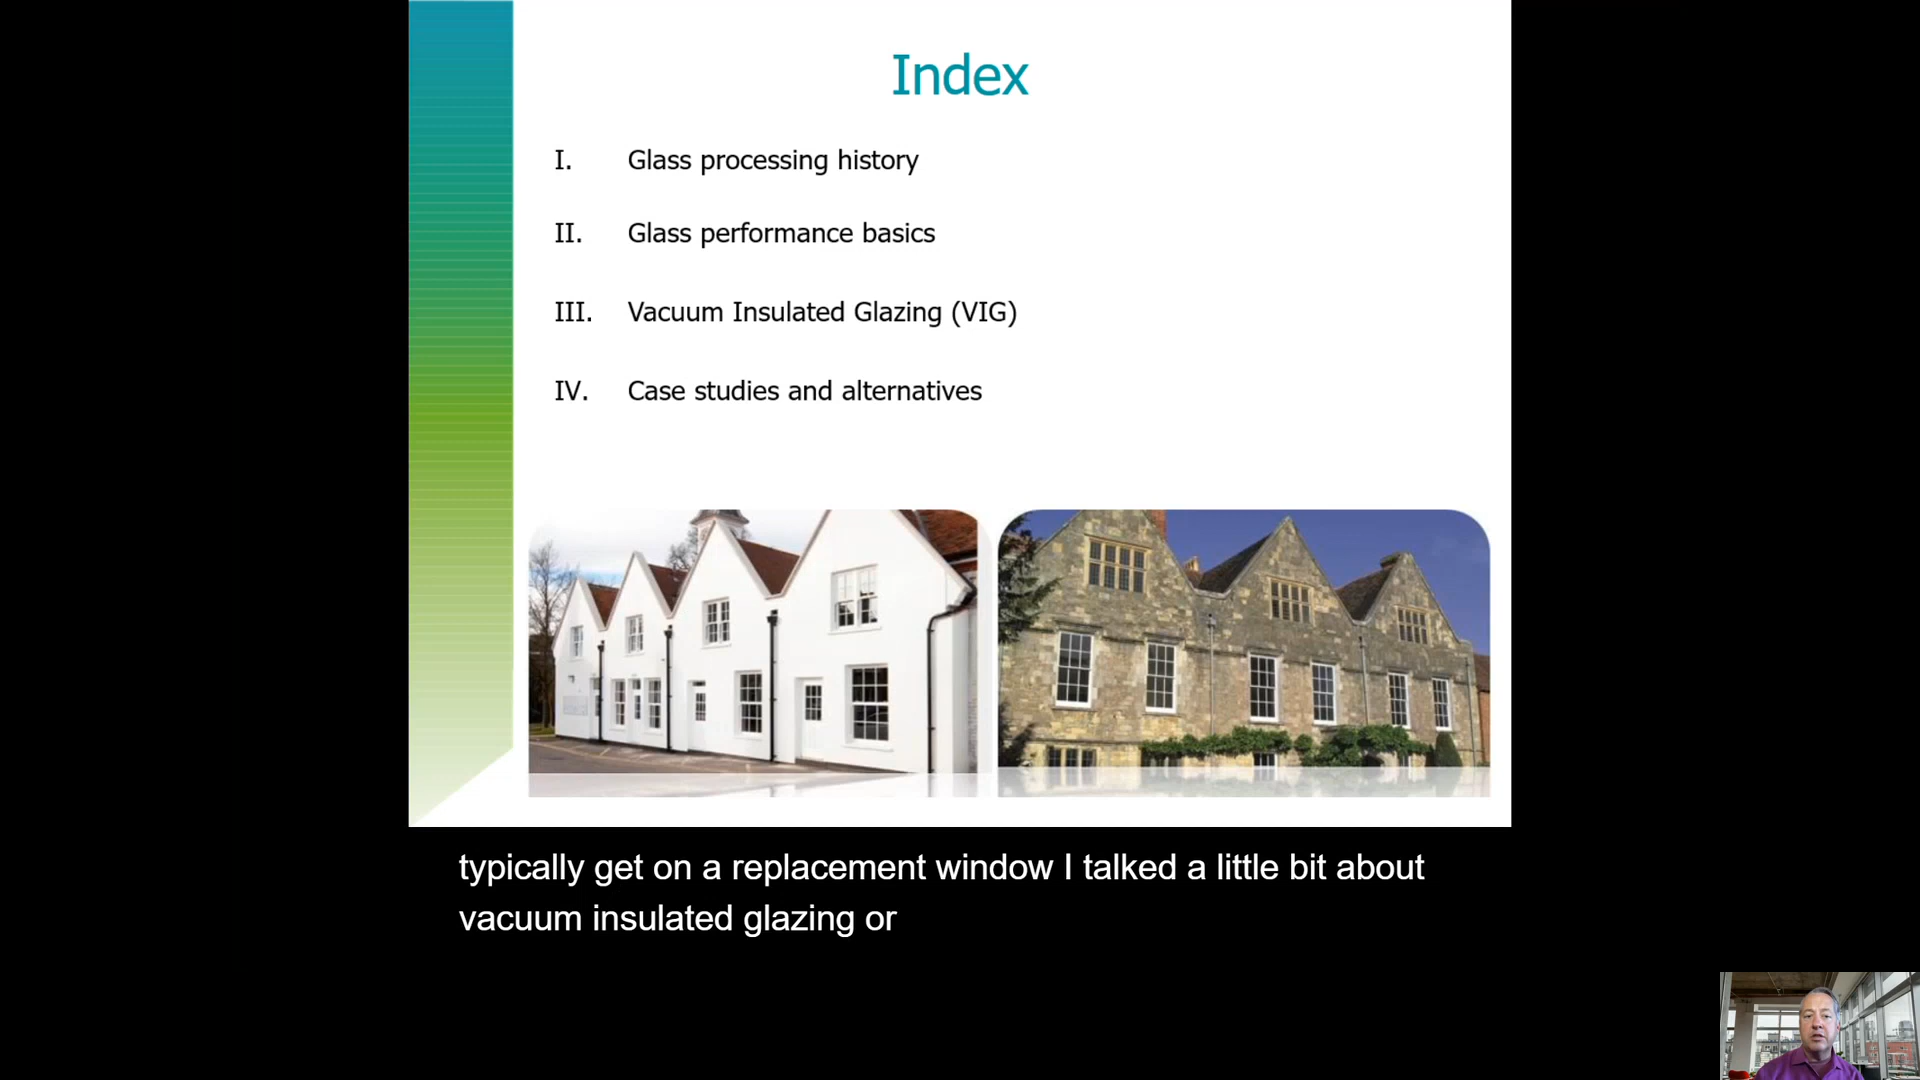 Index
I. Glass processing history
II. Glass performance basics
III. Vacuum Insulated Glazing (VIG)
IV. Case studies and alternatives
typically get on a replacement window I talked a little bit about
vacuum insulated glazing or